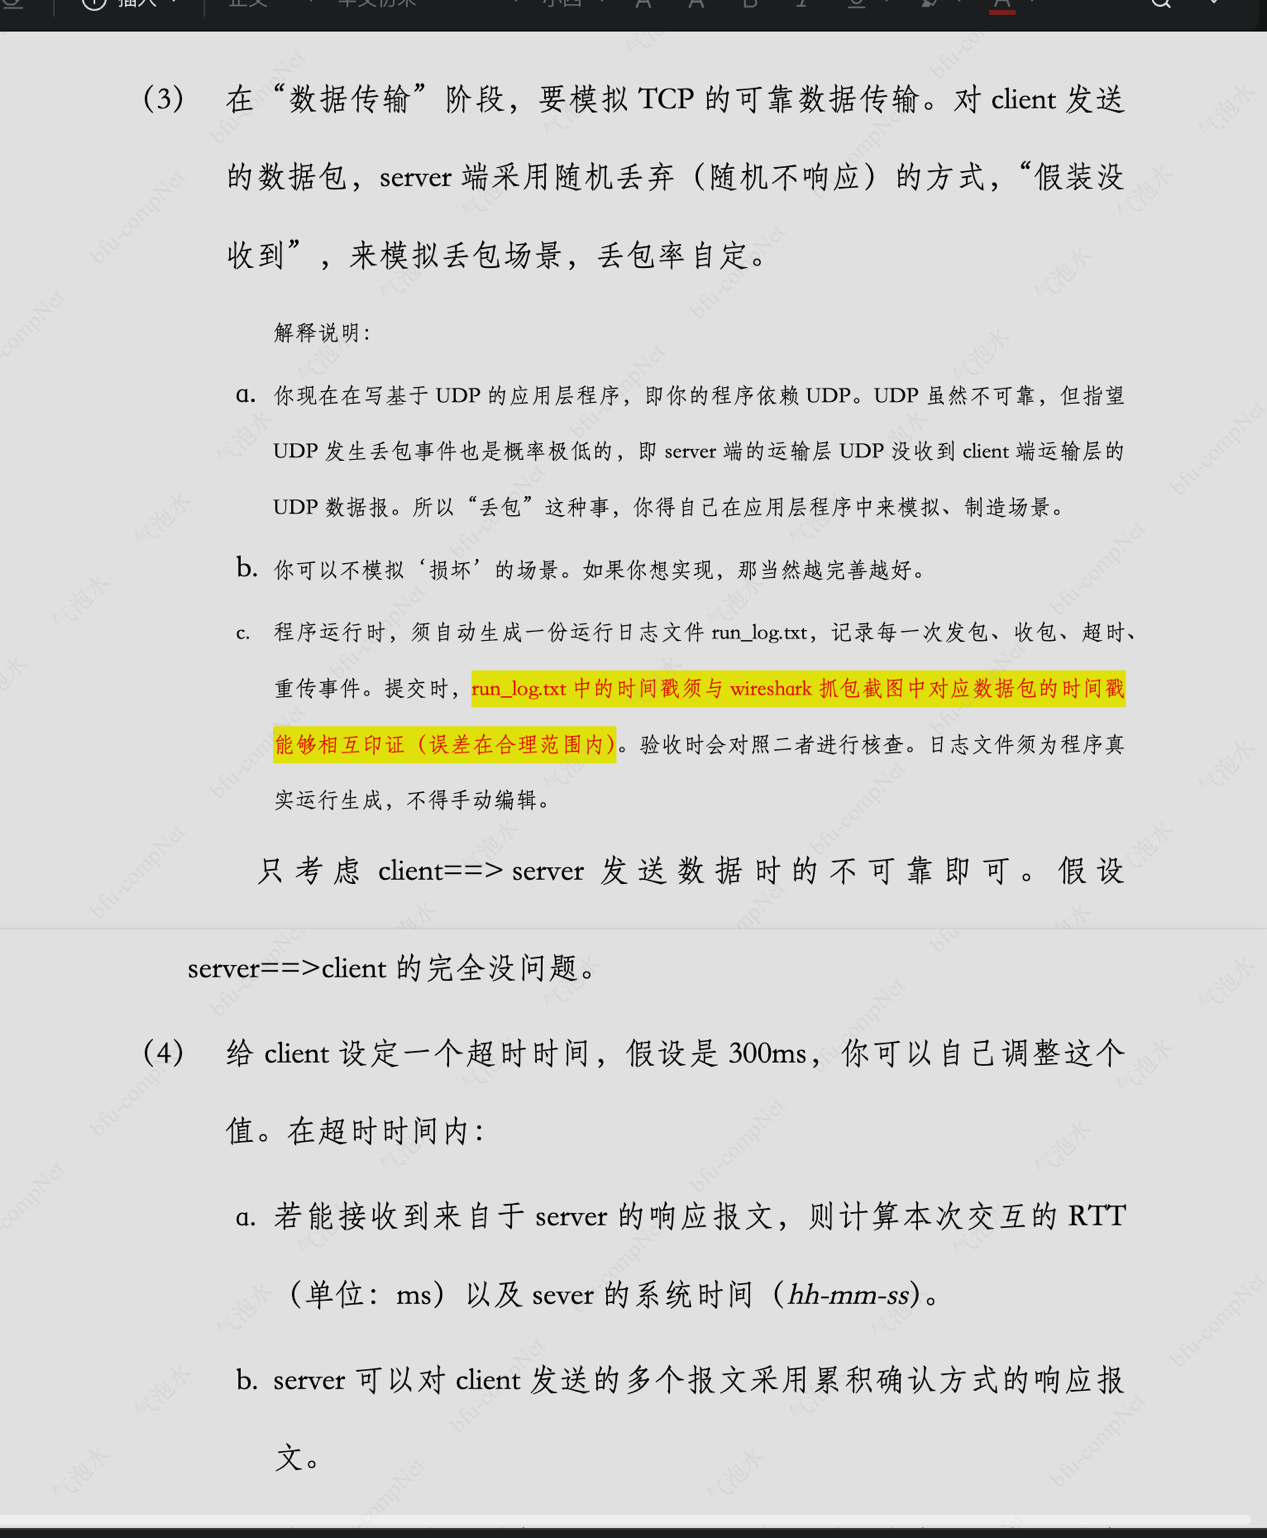 插入
正文
小四
（3） 在“数据传输”阶段，要模拟 TCP 的可靠数据传输。对 client 发送
的数据包，server 端采用随机丢弃（随机不响应）的方式，“假装没
收到”，来模拟丢包场景，丢包率自定。
解释说明：
a. 你现在在写基于 UDP 的应用层程序，即你的程序依赖 UDP。UDP 虽然不可靠，但指望
UDP 发生丢包事件也是概率极低的，即 server 端的运输层 UDP 没收到 client 端运输层的
UDP 数据报。所以“丢包”这种事，你得自己在应用层程序中来模拟、制造场景。
b. 你可以不模拟‘损坏’的场景。如果你想实现，那当然越完善越好。
c. 程序运行时，须自动生成一份运行日志文件 run_log.txt，记录每一次发包、收包、超时、
重传事件。提交时，run_log.txt 中的时间戳须与 wireshark 抓包截图中对应数据包的时间戳
能够相互印证（误差在合理范围内）。验收时会对照二者进行核查。日志文件须为程序真
实运行生成，不得手动编辑。
只考虑 client==> server 发送数据时的不可靠即可。假设
server==>client 的完全没问题。
（4） 给 client 设定一个超时时间，假设是 300ms，你可以自己调整这个
值。在超时时间内：
a. 若能接收到来自于 server 的响应报文，则计算本次交互的 RTT
（单位：ms）以及 sever 的系统时间（hh-mm-ss）。
b. server 可以对 client 发送的多个报文采用累积确认方式的响应报
文。
bfu-compNet
气泡水